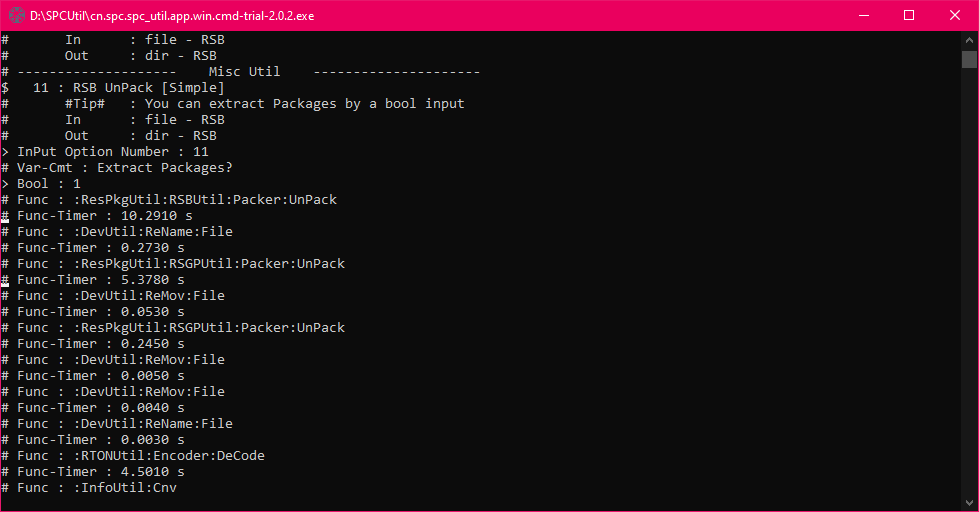 D:\SPCUtil\cn.spc.spc_util.app.win.cmd-trial-2.0.2.exe
#       In      : file - RSB
#       Out     : dir - RSB
# --------------------    Misc Util    ---------------------
$   11 : RSB UnPack [Simple]
#       #Tip#   : You can extract Packages by a bool input
#       In      : file - RSB
#       Out     : dir - RSB
> InPut Option Number : 11
# Var-Cmt : Extract Packages?
> Bool : 1
# Func : :ResPkgUtil:RSBUtil:Packer:UnPack
# Func-Timer : 10.2910 s
# Func : :DevUtil:ReName:File
# Func-Timer : 0.2730 s
# Func : :ResPkgUtil:RSGPUtil:Packer:UnPack
# Func-Timer : 5.3780 s
# Func : :DevUtil:ReMov:File
# Func-Timer : 0.0530 s
# Func : :ResPkgUtil:RSGPUtil:Packer:UnPack
# Func-Timer : 0.2450 s
# Func : :DevUtil:ReMov:File
# Func-Timer : 0.0050 s
# Func : :DevUtil:ReMov:File
# Func-Timer : 0.0040 s
# Func : :DevUtil:ReName:File
# Func-Timer : 0.0030 s
# Func : :RTONUtil:Encoder:DeCode
# Func-Timer : 4.5010 s
# Func : :InfoUtil:Cnv